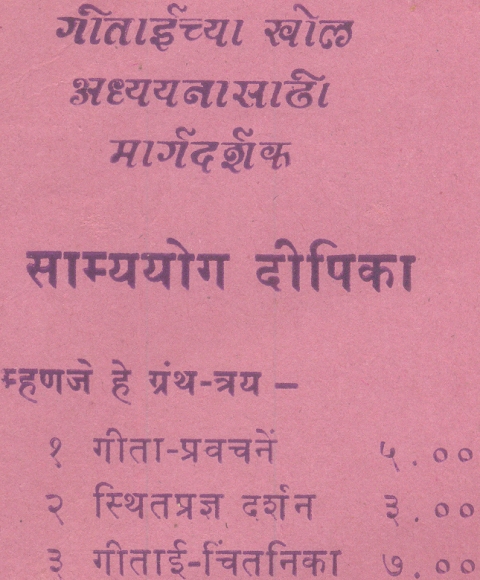 गीताईच्या खोल
अध्ययनासाठी
मार्गदर्शक
साम्ययोग दीपिका
म्हणजे हे ग्रंथ-त्रय –
१ गीता-प्रवचनें ५.००
२ स्थितप्रज्ञ दर्शन ३.००
३ गीताई-चिंतनिका ७.००